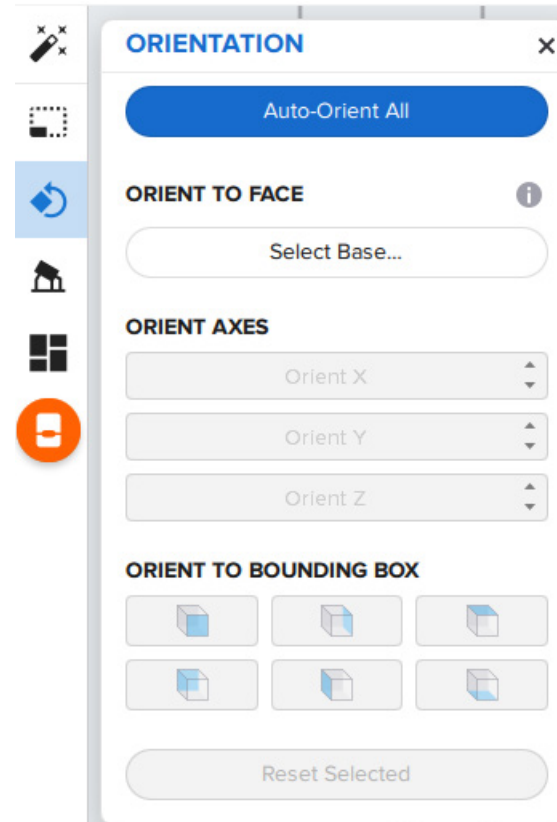 ORIENTATION
Auto-Orient All
ORIENT TO FACE
Select Base...
ORIENT AXES
Orient X
Orient Y
Orient Z
ORIENT TO BOUNDING BOX
Reset Selected